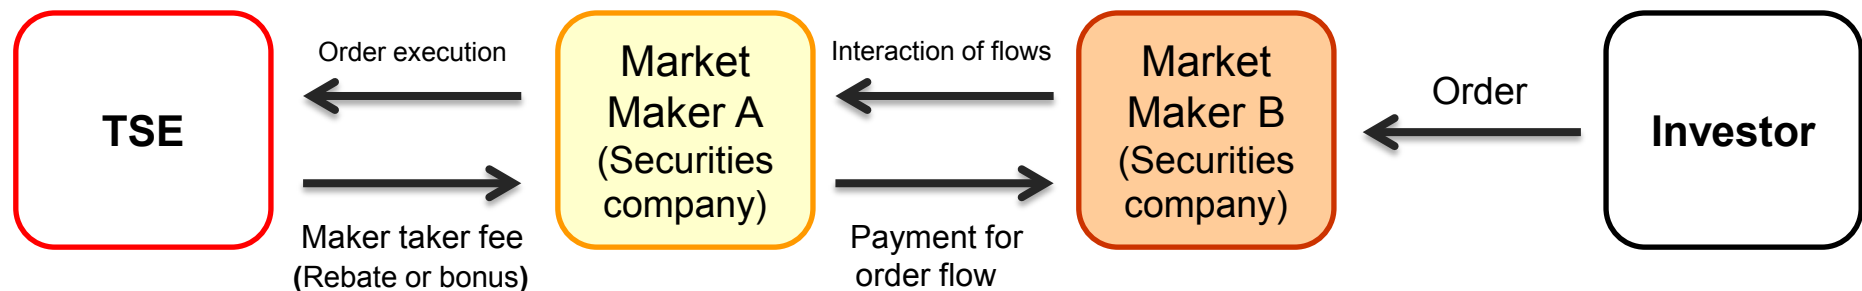 TSE
Order execution
Maker taker fee
(Rebate or bonus)
Market
Maker A
(Securities
company)
Interaction of flows
Payment for
order flow
Market
Maker B
(Securities
company)
Order
Investor